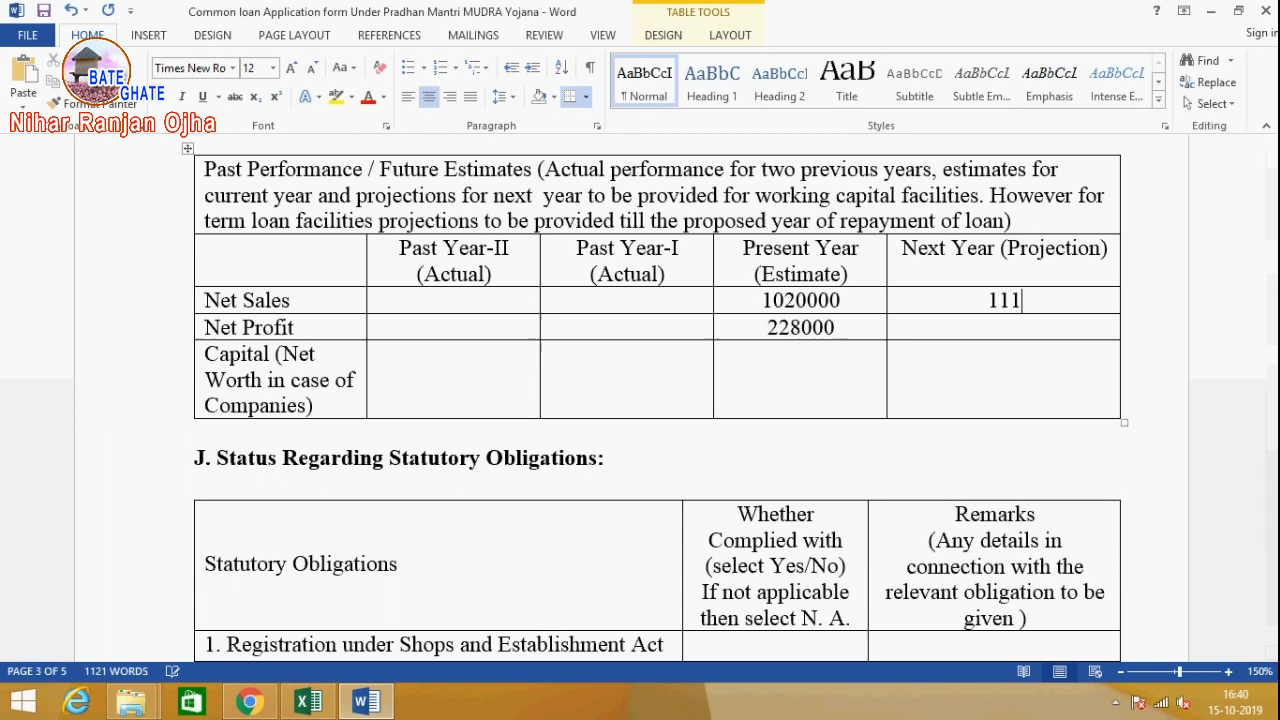 Common loan Application form Under Pradhan Mantri MUDRA Yojana - Word
TABLE TOOLS
?
FILE HOME INSERT DESIGN PAGE LAYOUT REFERENCES MAILINGS REVIEW VIEW DESIGN LAYOUT
Sign in
Paste
Format Painter
BATE
GHATE
Nihar Ranjan Ojha
Times New Ro 12
Font
Paragraph
AaBbCcI AaBbC AaBbCcI AaB AaBbCcD AaBbCcI AaBbCcI AaBbCcI
¶ Normal Heading 1 Heading 2 Title Subtitle Subtle Em... Emphasis Intense E...
Styles
Find
Replace
Select
Editing
Past Performance / Future Estimates (Actual performance for two previous years, estimates for
current year and projections for next year to be provided for working capital facilities. However for
term loan facilities projections to be provided till the proposed year of repayment of loan)
Past Year-II
(Actual)
Past Year-I
(Actual)
Present Year
(Estimate)
Next Year (Projection)
Net Sales 1020000 111
Net Profit 228000
Capital (Net
Worth in case of
Companies)
J. Status Regarding Statutory Obligations:
Statutory Obligations
Whether
Complied with
(select Yes/No)
If not applicable
then select N. A.
Remarks
(Any details in
connection with the
relevant obligation to be
given )
1. Registration under Shops and Establishment Act
PAGE 3 OF 5 1121 WORDS
150%
16:40
15-10-2019